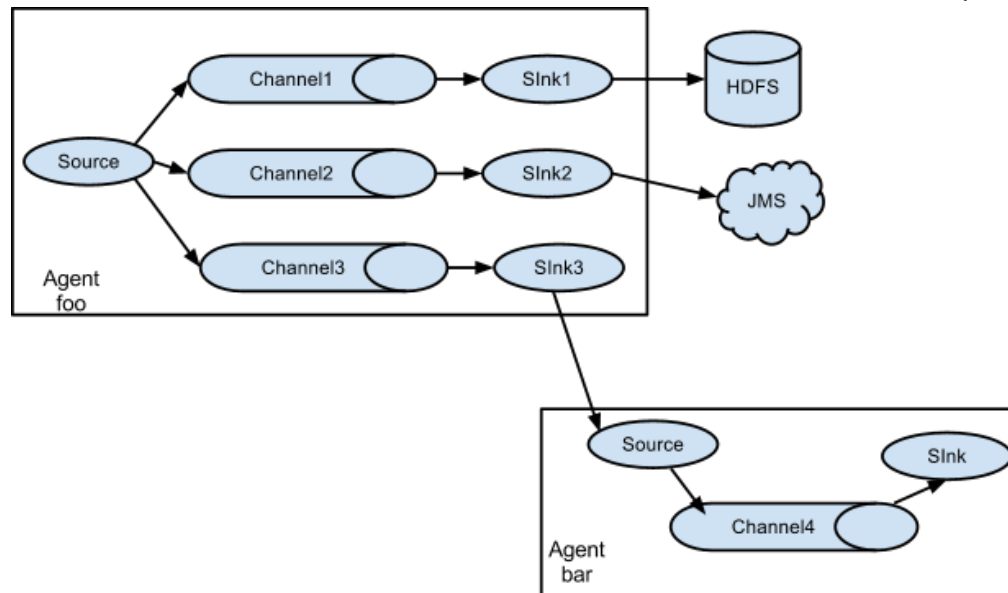 Channel1
SInk1
HDFS
Source
Channel2
SInk2
JMS
Channel3
SInk3
Agent
foo
Source
SInk
Channel4
Agent
bar